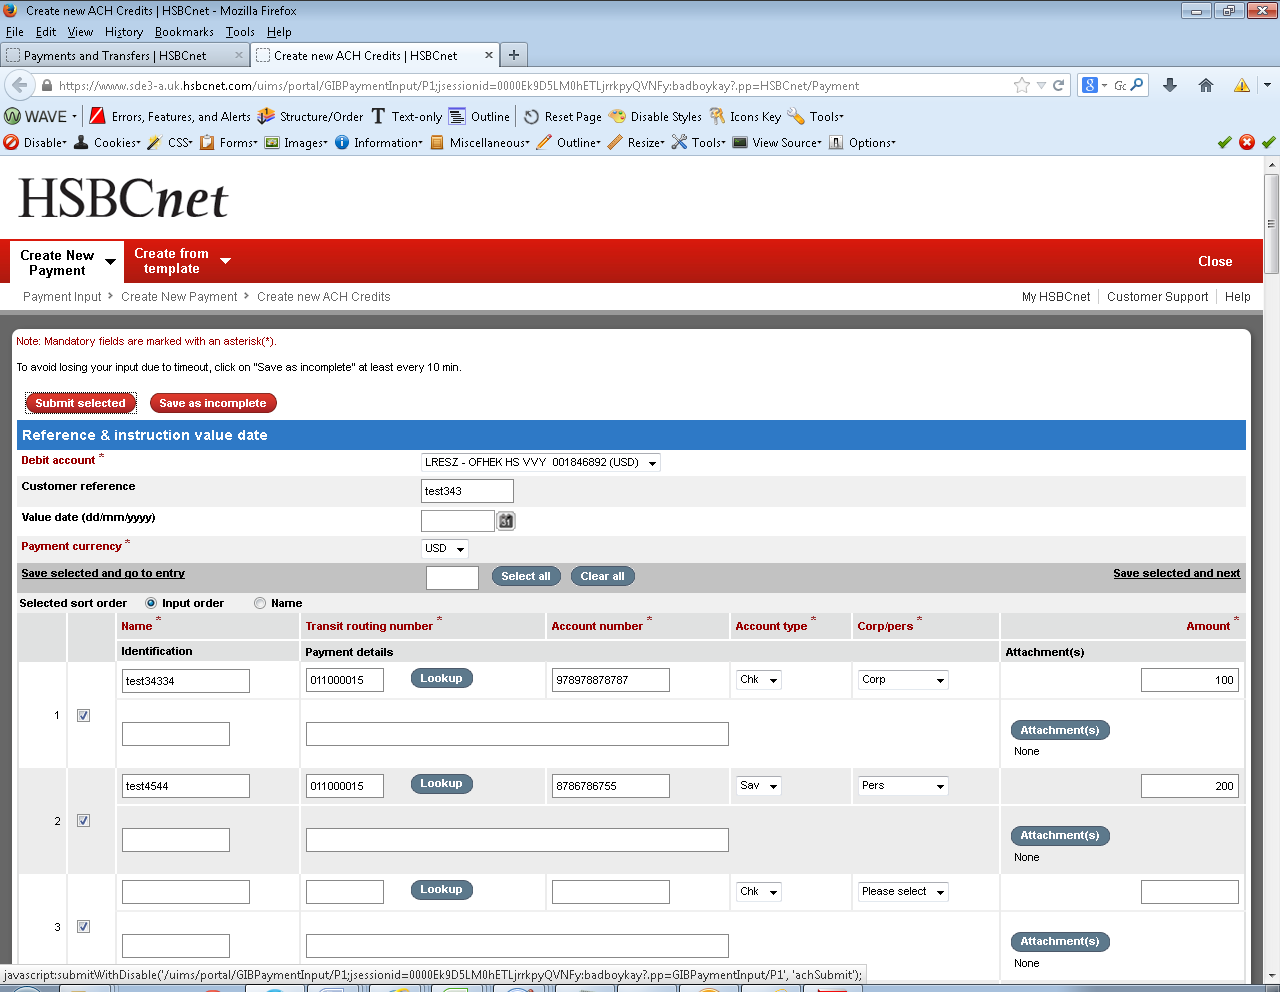 Create new ACH Credits | HSBCnet - Mozilla Firefox
File Edit View History Bookmarks Tools Help
Payments and Transfers | HSBCnet × Create new ACH Credits | HSBCnet × +
https://www.sde3-a.uk.hsbcnet.com/uims/portal/GIBPaymentInput/P1;jsessionid=0000Ek9D5LM0hETLjrrkpyQVNFy:badboykay?.pp=HSBCnet/Payment
WAVE Errors, Features, and Alerts Structure/Order Text-only Outline Reset Page Disable Styles Icons Key Tools
Disable Cookies CSS Forms Images Information Miscellaneous Outline Resize Tools View Source Options
HSBCnet
Create New Payment Create from template Close
Payment Input > Create New Payment > Create new ACH Credits My HSBCnet Customer Support Help
Note: Mandatory fields are marked with an asterisk(*).
To avoid losing your input due to timeout, click on "Save as incomplete" at least every 10 min.
Submit selected Save as incomplete
Reference & instruction value date
Debit account * LRESZ - OFHEK HS VVY 001846892 (USD)
Customer reference test343
Value date (dd/mm/yyyy) 31
Payment currency * USD
Save selected and go to entry Select all Clear all Save selected and next
Selected sort order Input order Name
Name * Transit routing number * Account number * Account type * Corp/pers * Amount *
Identification Payment details Attachment(s)
test34334 011000015 Lookup 978978878787 Chk Corp 100
1 Attachment(s)
None
test4544 011000015 Lookup 8786786755 Sav Pers 200
2 Attachment(s)
None
Lookup Chk Please select
3 Attachment(s)
None
javascript:submitWithDisable('/uims/portal/GIBPaymentInput/P1;jsessionid=0000Ek9D5LM0hETLjrrkpyQVNFy:badboykay?.pp=GIBPaymentInput/P1', 'achSubmit');